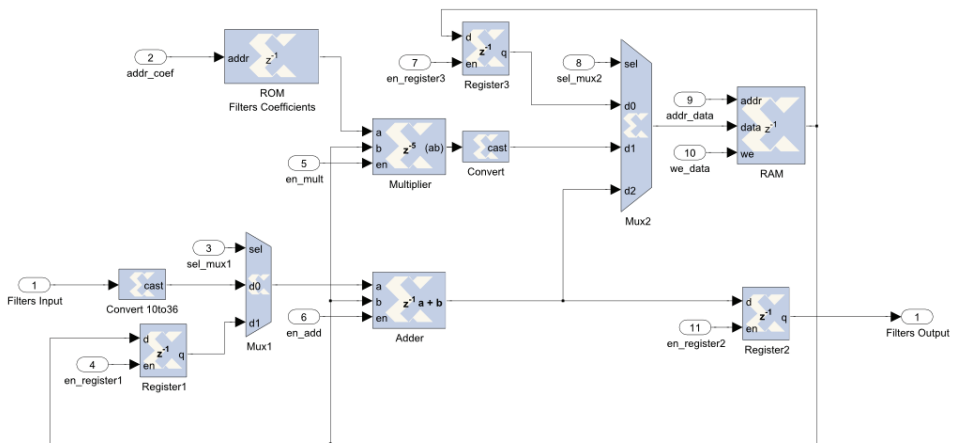 d
z-1
q
en
Register3
7
en_register3
2
addr_coef
addr
z-1
ROM
Filters Coefficients
8
sel_mux2
sel
d0
d1
d2
Mux2
9
addr_data
10
we_data
addr
data
z-1
we
RAM
5
en_mult
a
b
en
z-5
(ab)
Multiplier
cast
Convert
3
sel_mux1
1
Filters Input
cast
Convert 10to36
sel
d0
d1
Mux1
6
en_add
a
b
en
z-1 a + b
Adder
4
en_register1
d
z-1
q
en
Register1
11
en_register2
d
z-1
q
en
Register2
1
Filters Output